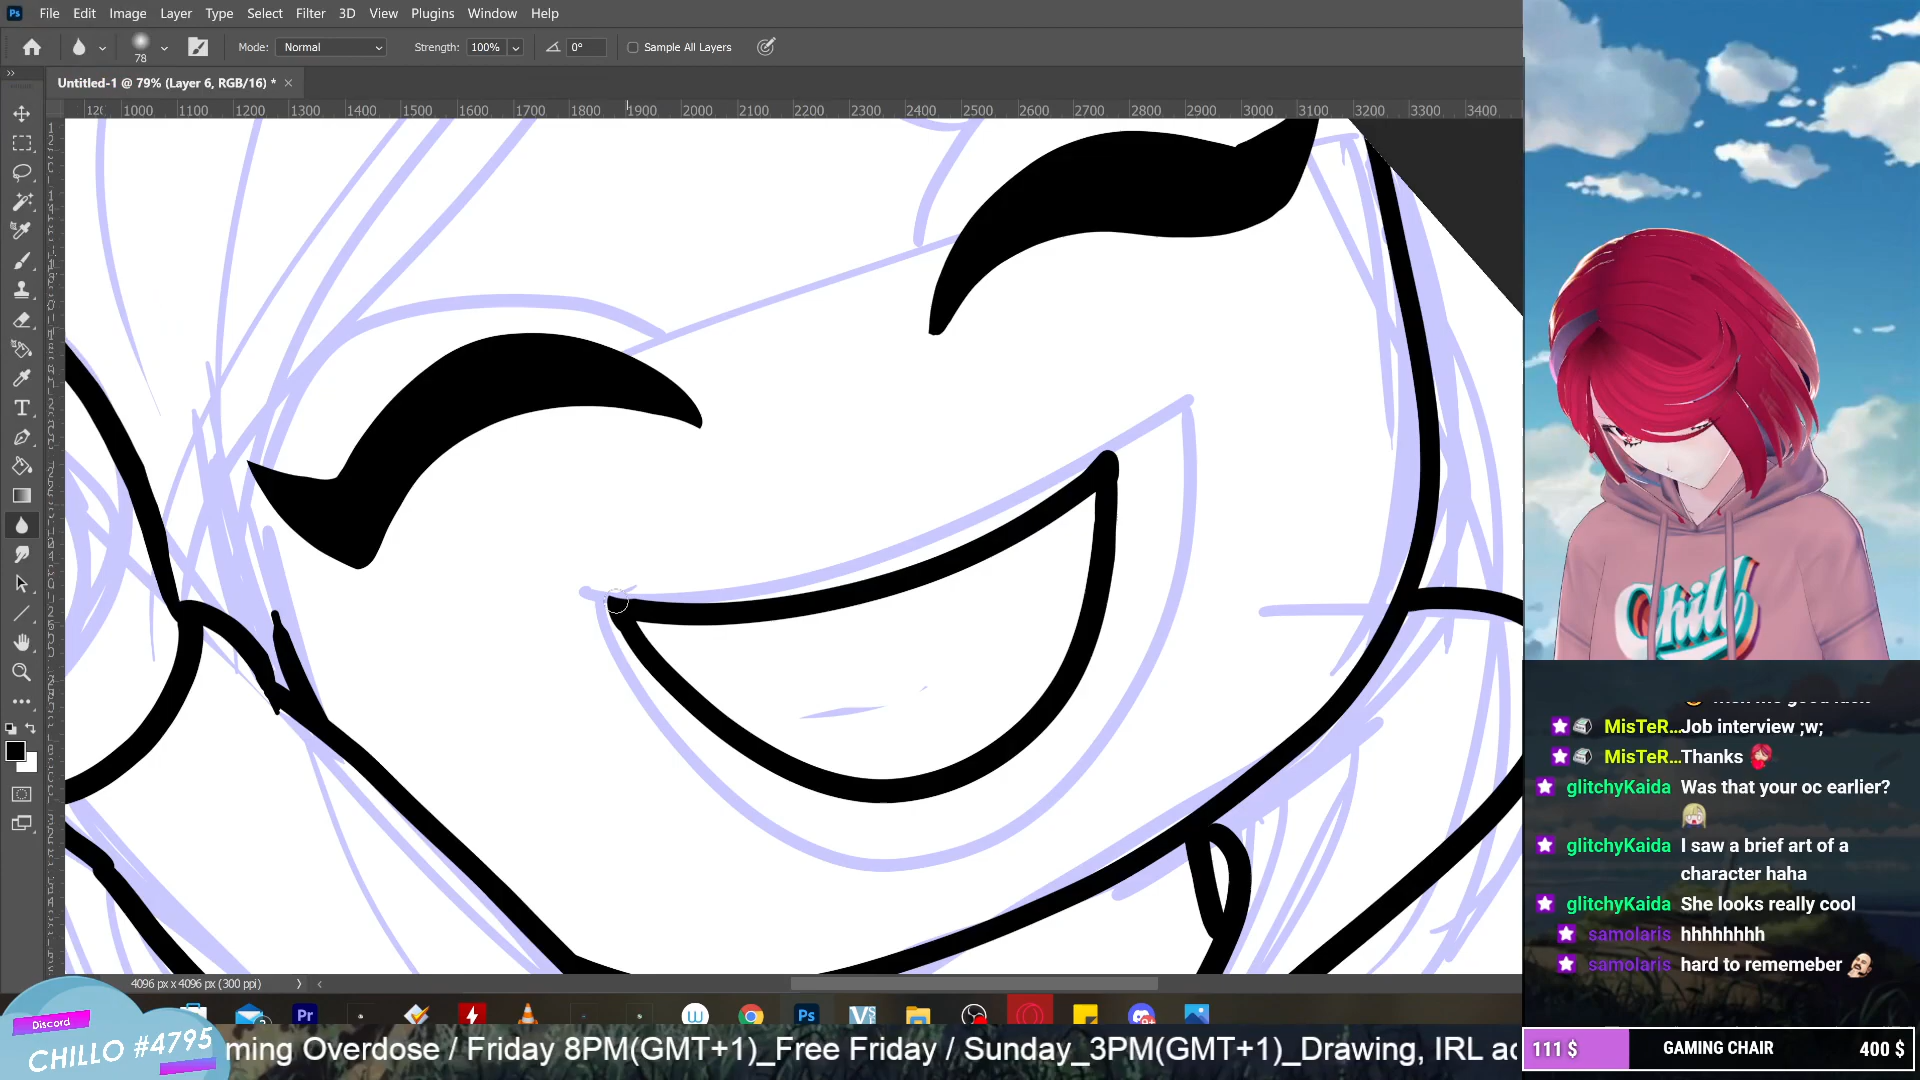 Ps File Edit Image Layer Type Select Filter 3D View Plugins Window Help
78 Mode: Normal Strength: 100% 0° Sample All Layers
Untitled-1 @ 79% (Layer 6, RGB/16) * ×
1000 1100 1200 1300 1400 1500 1600 1700 1800 1900 2000 2100 2200 2300 2400 2500 2600 2700 2800 2900 3000 3100 3200 3300 3400
Chill
MisTeR... Job interview ;w;
MisTeR... Thanks
glitchyKaida Was that your oc earlier?
glitchyKaida I saw a brief art of a
character haha
glitchyKaida She looks really cool
samolaris hhhhhhhh
samolaris hard to rememeber
4096 px x 4096 px (300 ppi)
Pr Ps
Discord
CHILLO #4795
ming Overdose / Friday 8PM(GMT+1)_Free Friday / Sunday_3PM(GMT+1)_Drawing, IRL
111 $ GAMING CHAIR 400 $